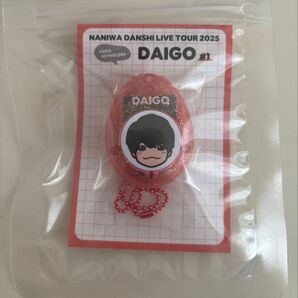 NANIWA DANSHI LIVE TOUR 2025
VOICE KEYHOLDER
DAIGO #1
DAIGO